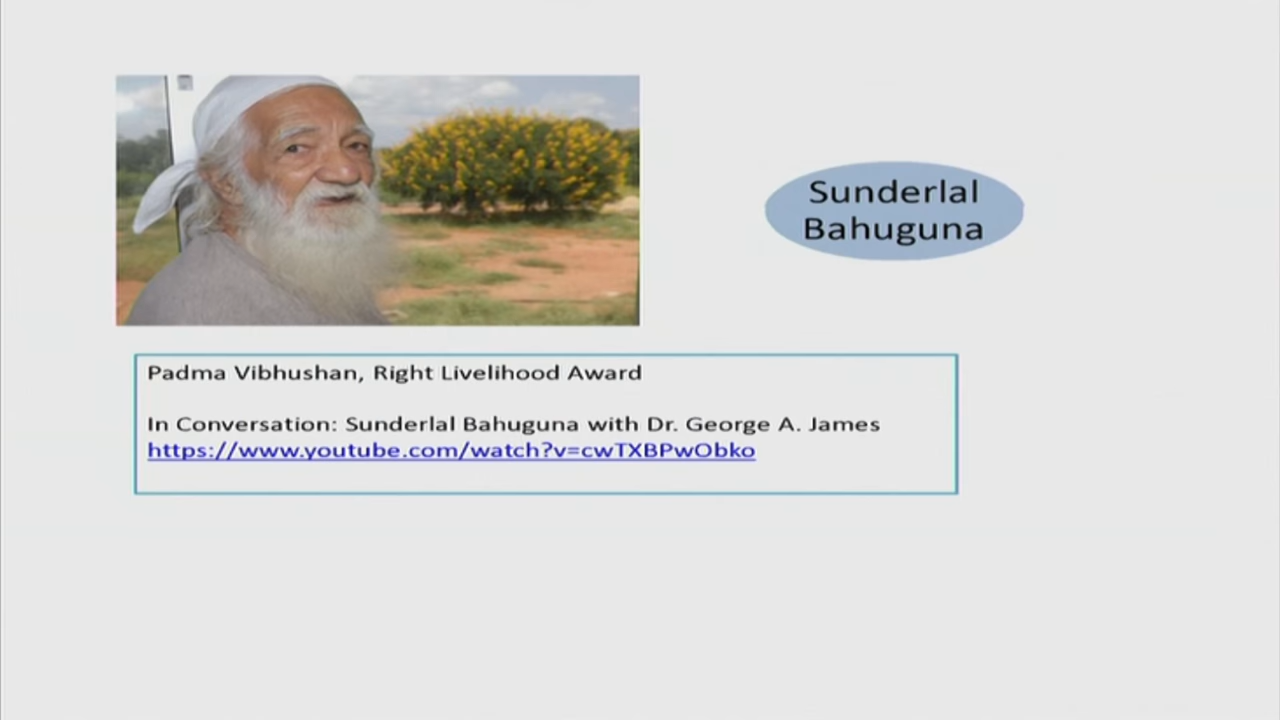 Sunderlal
Bahuguna
Padma Vibhushan, Right Livelihood Award
In Conversation: Sunderlal Bahuguna with Dr. George A. James
https://www.youtube.com/watch?v=cwTXBPwObko